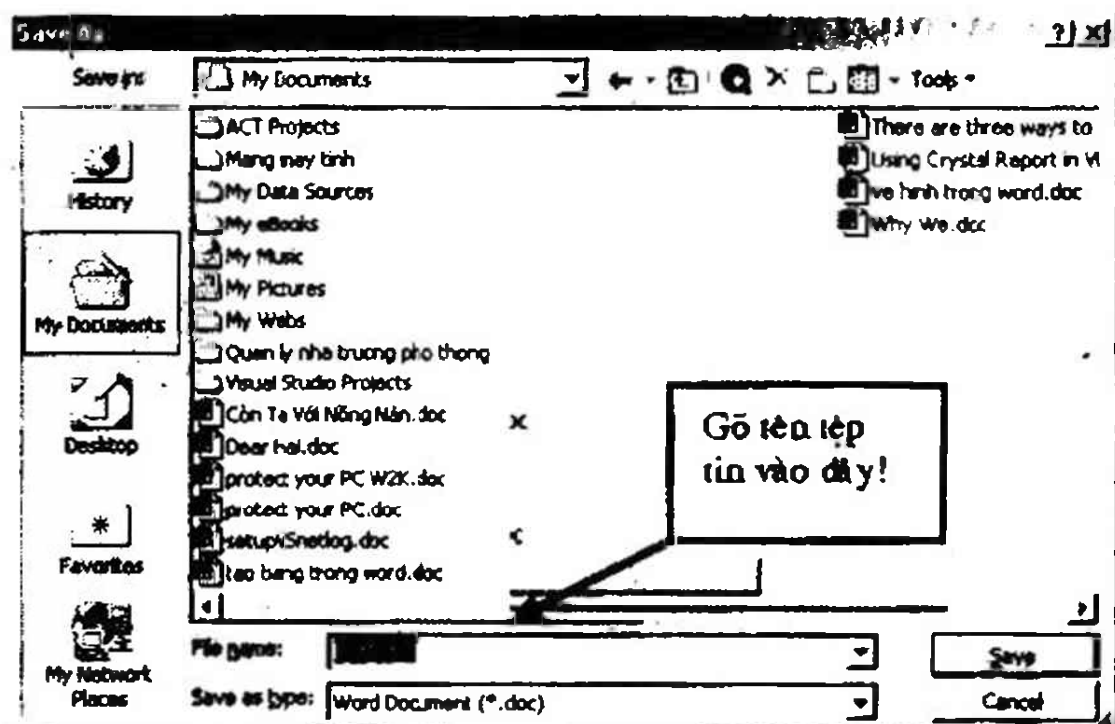 Save As
Save in:
My Documents
Tools
History
My Documents
Desktop
Favorites
My Network
Places
ACT Projects
Mang may tinh
My Data Sources
My eBooks
My Music
My Pictures
My Webs
Quan ly nha truong pho thong
Visual Studio Projects
Còn Ta Với Nồng Nàn.doc
Dear hai.doc
protect your PC W2K.doc
protect your PC.doc
setupISnetlog.doc
tao bang trong word.doc
There are three ways to
Using Crystal Report in VI
ve hinh trong word.doc
Why We.doc
Gõ tên tệp
tin vào đây!
File name:
Save
Save as type:
Word Document (*.doc)
Cancel